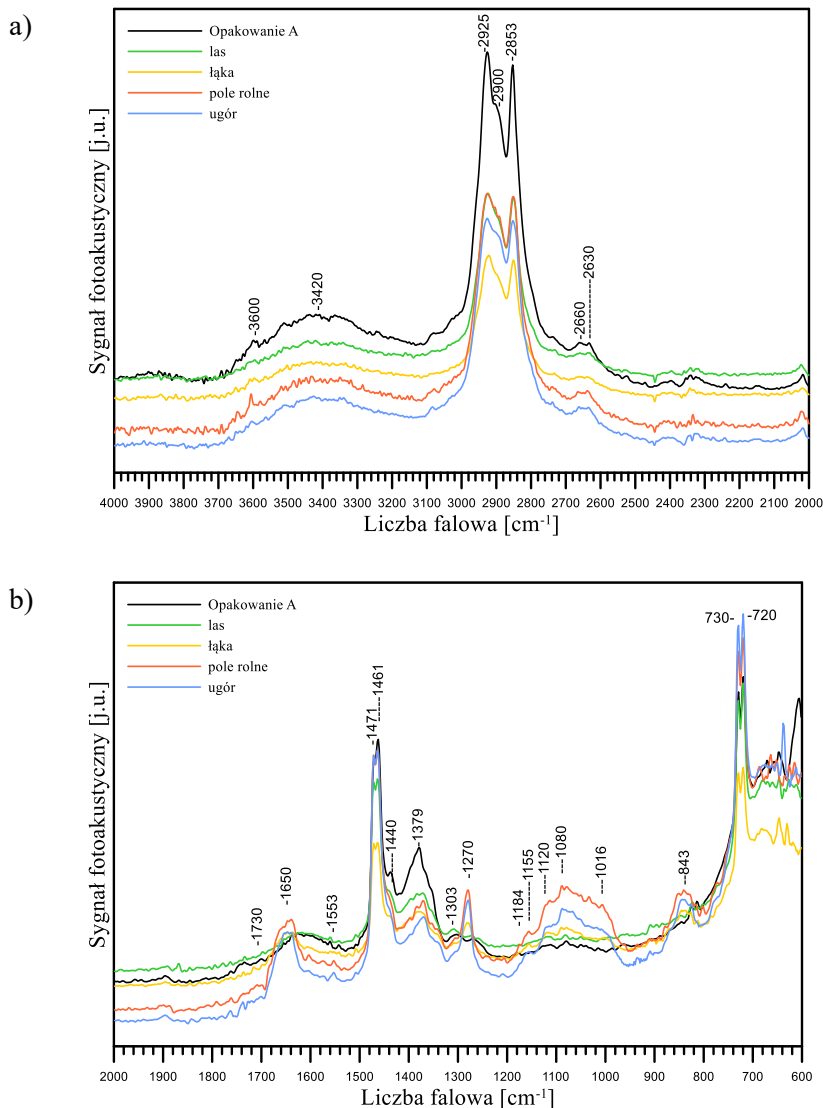 a)
Opakowanie A
las
łąka
pole rolne
ugór
-2925
-2900
-2853
-3600
-3420
-2660
-2630
Sygnał fotoakustyczny [j.u.]
4000 3900 3800 3700 3600 3500 3400 3300 3200 3100 3000 2900 2800 2700 2600 2500 2400 2300 2200 2100 2000
Liczba falowa [cm-1]
b)
Opakowanie A
las
łąka
pole rolne
ugór
730-
-720
-1471
-1461
-1440
1379
-1730
-1650
-1553
-1303
-1270
-1184
1155
-1120
-1080
-1016
-843
Sygnał fotoakustyczny [j.u.]
2000 1900 1800 1700 1600 1500 1400 1300 1200 1100 1000 900 800 700 600
Liczba falowa [cm-1]